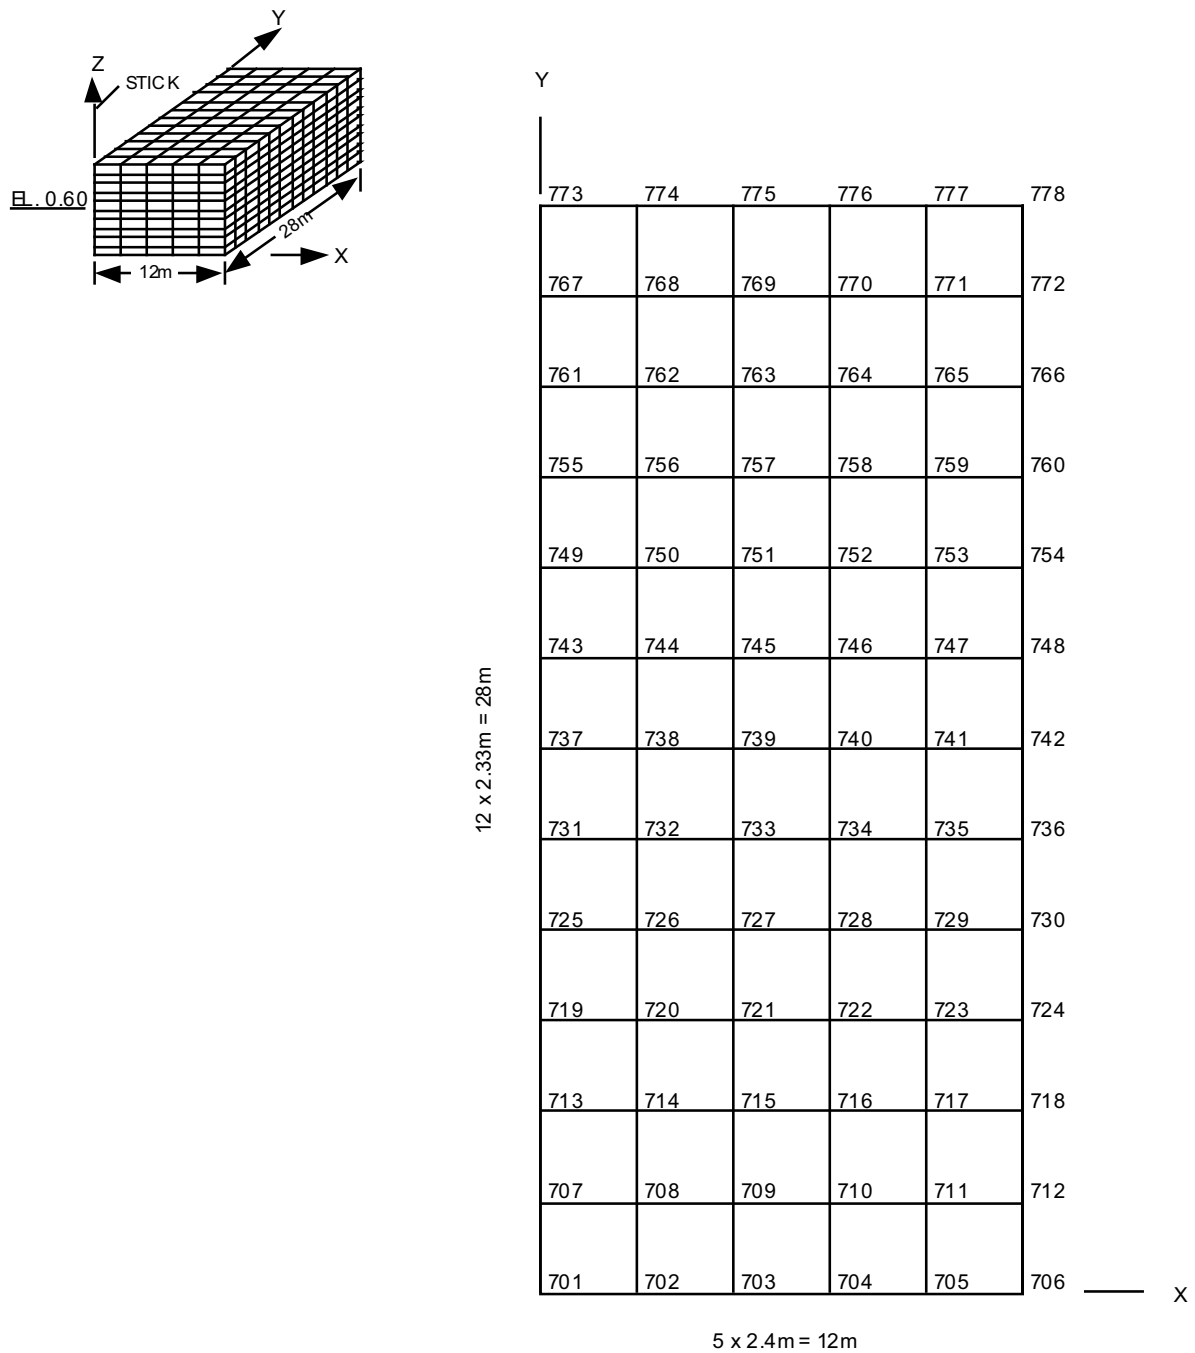 Y
Z
STICK
EL. 0.60
28m
X
12m
Y
773 774 775 776 777 778
767 768 769 770 771 772
761 762 763 764 765 766
755 756 757 758 759 760
749 750 751 752 753 754
743 744 745 746 747 748
12 x 2.33m = 28m
737 738 739 740 741 742
731 732 733 734 735 736
725 726 727 728 729 730
719 720 721 722 723 724
713 714 715 716 717 718
707 708 709 710 711 712
701 702 703 704 705 706
X
5 x 2.4m = 12m